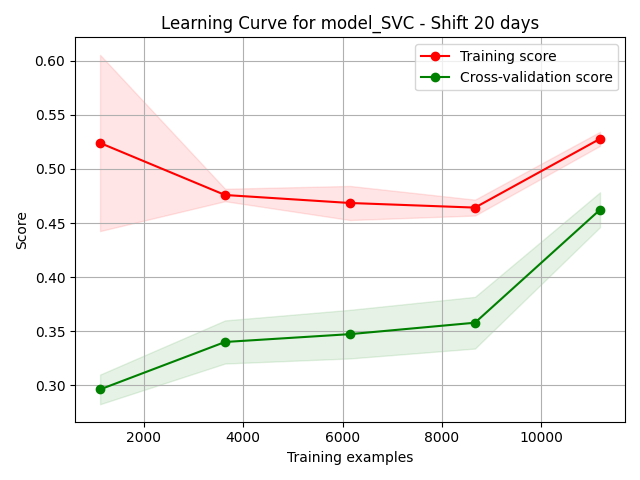 Learning Curve for model_SVC - Shift 20 days
Training score
Cross-validation score
0.60
0.55
0.50
0.45
0.40
0.35
0.30
Score
2000 4000 6000 8000 10000
Training examples